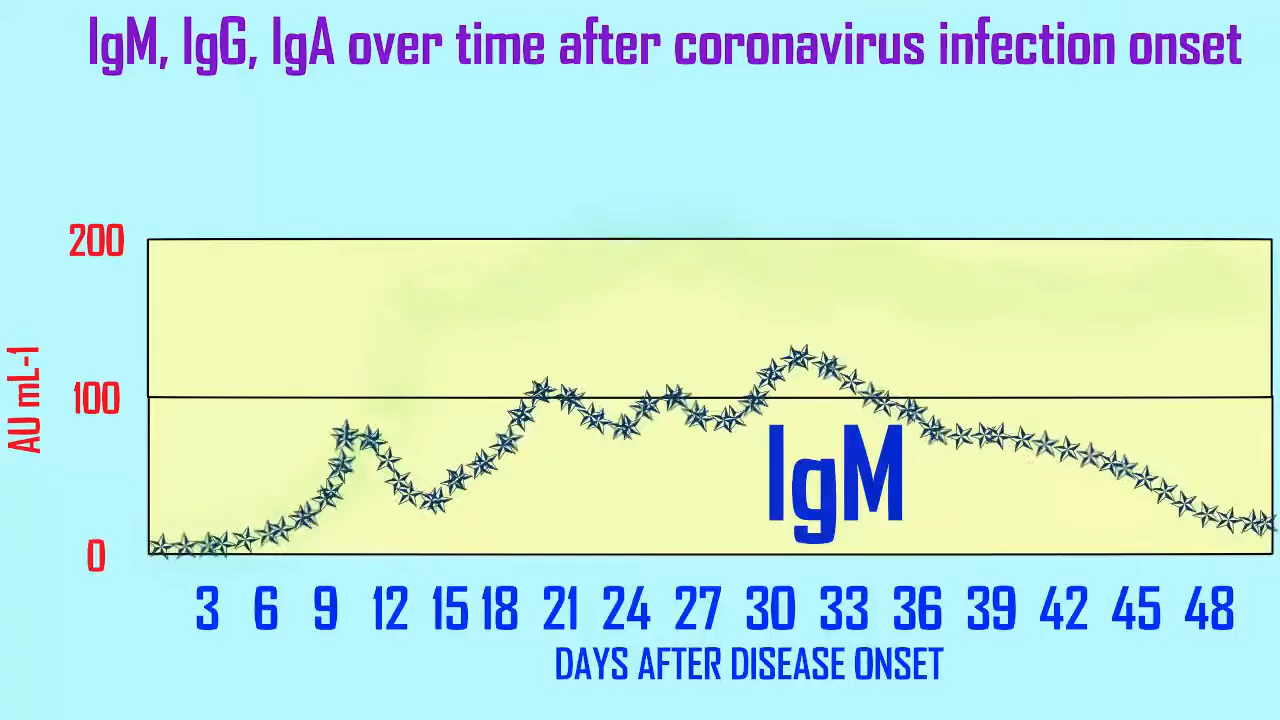 IgM, IgG, IgA over time after coronavirus infection onset
200
100
0
AU mL-1
IgM
3 6 9 12 15 18 21 24 27 30 33 36 39 42 45 48
DAYS AFTER DISEASE ONSET